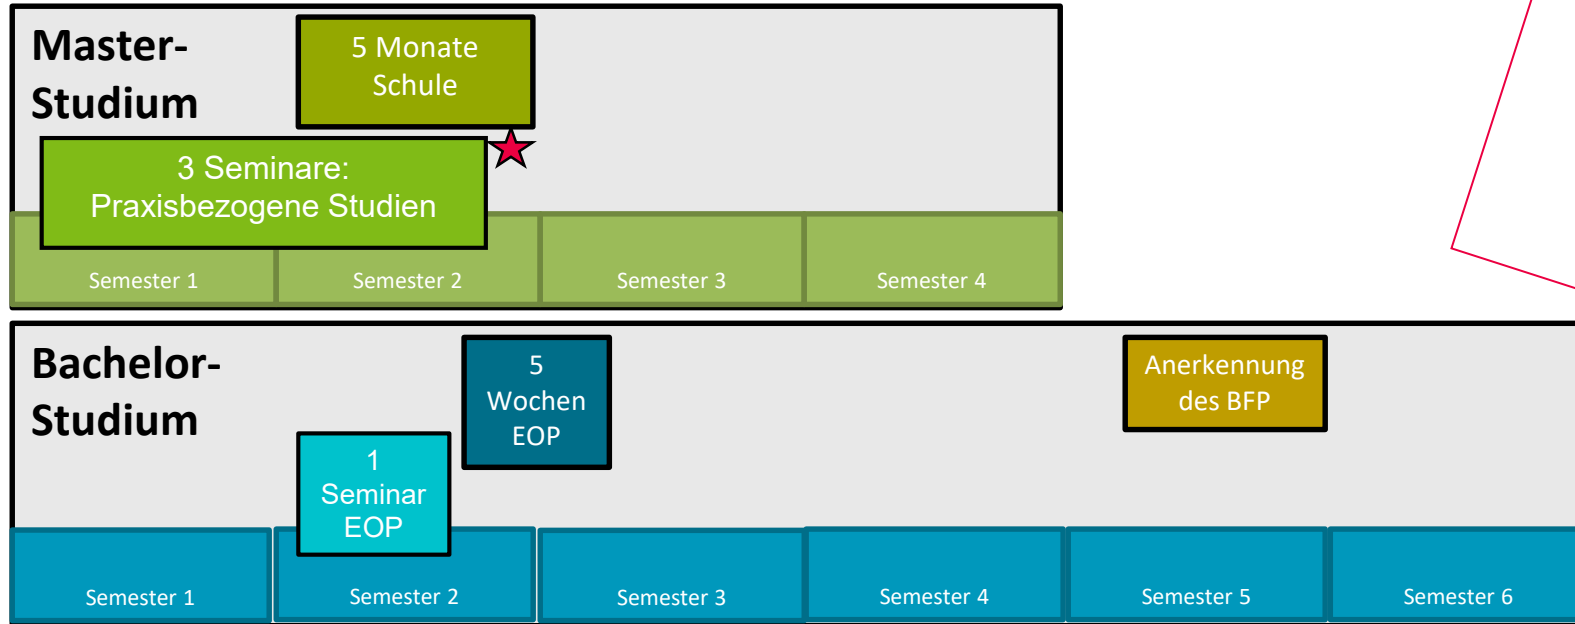 Master-
Studium
5 Monate
Schule
3 Seminare:
Praxisbezogene Studien
Semester 1
Semester 2
Semester 3
Semester 4
Bachelor-
Studium
5
Wochen
EOP
Anerkennung
des BFP
1
Seminar
EOP
Semester 1
Semester 2
Semester 3
Semester 4
Semester 5
Semester 6